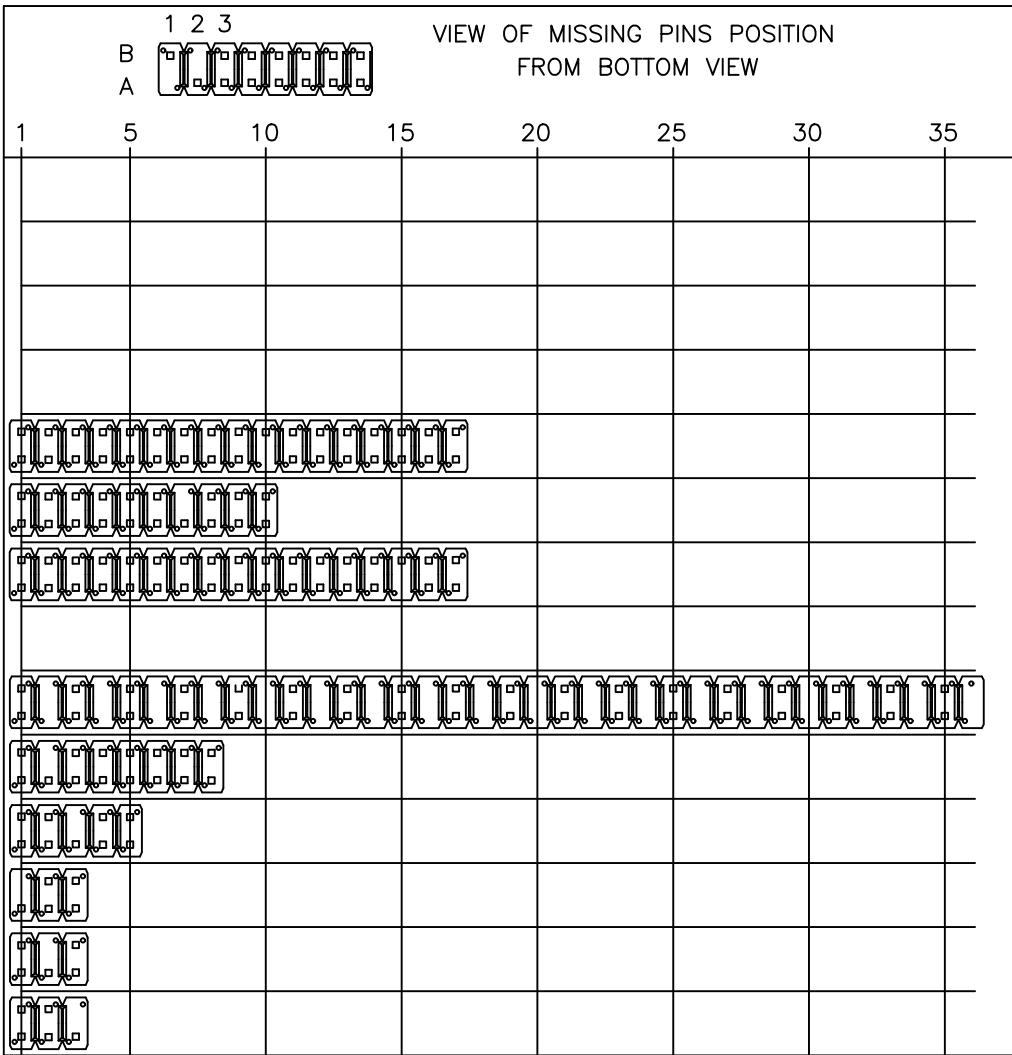 1 2 3
B
A
VIEW OF MISSING PINS POSITION
FROM BOTTOM VIEW
1 5 10 15 20 25 30 35